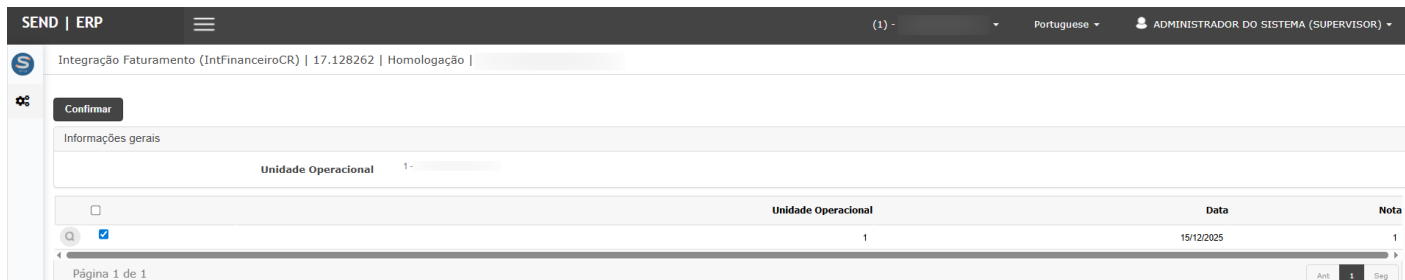 SEND | ERP (1) - Portuguese ADMINISTRADOR DO SISTEMA (SUPERVISOR)
S Integração Faturamento (IntFinanceiroCR) | 17.128262 | Homologação |
Confirmar
Informações gerais
Unidade Operacional 1 -
Unidade Operacional Data Nota
1 15/12/2025 1
Página 1 de 1 Ant 1 Seg